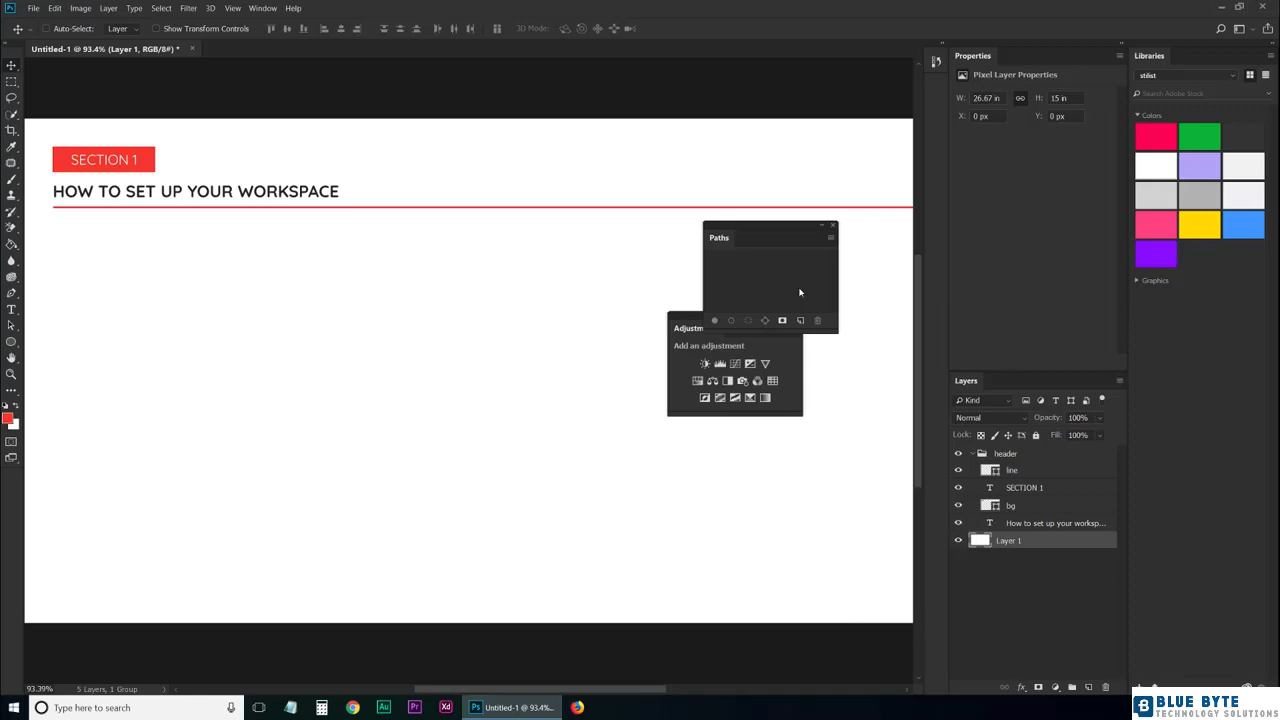 Ps File Edit Image Layer Type Select Filter 3D View Window Help
Auto-Select: Layer Show Transform Controls 3D Mode:
Untitled-1 @ 93.4% (Layer 1, RGB/8#) * ×
SECTION 1
HOW TO SET UP YOUR WORKSPACE
Paths
Adjustm
Add an adjustment
Properties
Pixel Layer Properties
W: 26.67 in H: 15 in
X: 0 px Y: 0 px
Layers
Kind
Normal Opacity: 100%
Lock: Fill: 100%
header
line
T SECTION 1
bg
T How to set up your worksp...
Layer 1
Libraries
stilist
Search Adobe Stock
Colors
Graphics
93.39% 5 Layers, 1 Group
Type here to search
Au Pr Xd Ps Untitled-1 @ 93.4%...
BLUE BYTE
TECHNOLOGY SOLUTIONS